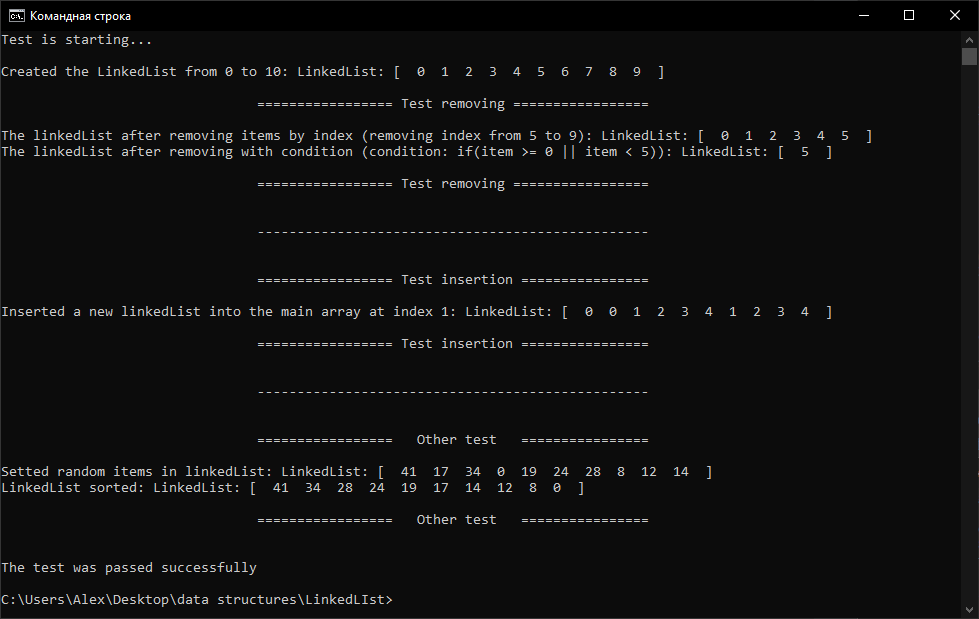 Командная строка
Test is starting...
Created the LinkedList from 0 to 10: LinkedList: [  0  1  2  3  4  5  6  7  8  9  ]
================= Test removing =================
The linkedList after removing items by index (removing index from 5 to 9): LinkedList: [  0  1  2  3  4  5  ]
The linkedList after removing with condition (condition: if(item >= 0 || item < 5)): LinkedList: [  5  ]
================= Test removing =================
-------------------------------------------------
================= Test insertion ================
Inserted a new linkedList into the main array at index 1: LinkedList: [  0  0  1  2  3  4  1  2  3  4  ]
================= Test insertion ================
-------------------------------------------------
=================   Other test   ================
Setted random items in linkedList: LinkedList: [  41  17  34  0  19  24  28  8  12  14  ]
LinkedList sorted: LinkedList: [  41  34  28  24  19  17  14  12  8  0  ]
=================   Other test   ================
The test was passed successfully
C:\Users\Alex\Desktop\data structures\LinkedLIst>